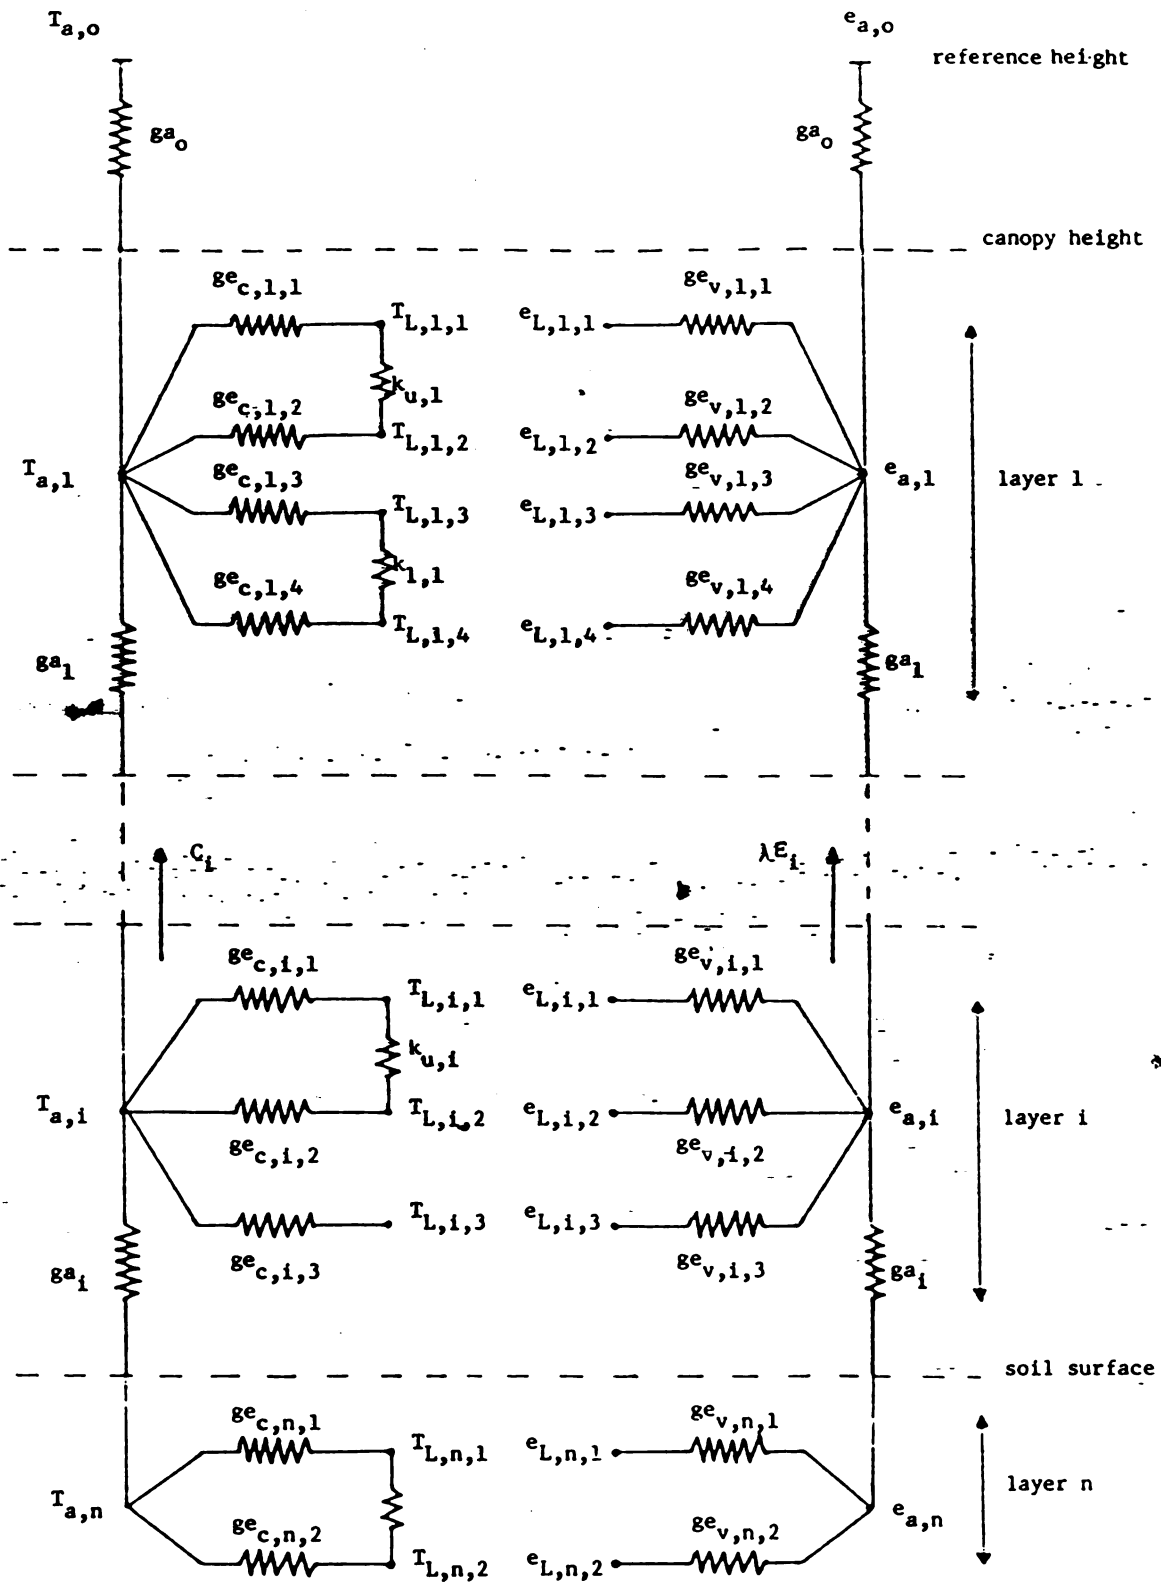 T a,o e a,o
reference height
ga o ga o
canopy height
ge c,1,1 ge v,1,1
T L,1,1 e L,1,1
k u,1
ge c,1,2 ge v,1,2
T L,1,2 e L,1,2
T a,1 ge c,1,3 ge v,1,3 e a,1 layer 1
T L,1,3 e L,1,3
k l,1
ge c,1,4 ge v,1,4
T L,1,4 e L,1,4
ga 1 ga 1
C i λE i
ge c,i,1 ge v,i,1
T L,i,1 e L,i,1
k u,i
T a,i T L,i,2 e L,i,2 e a,i layer i
ge c,i,2 ge v,i,2
T L,i,3 e L,i,3
ge c,i,3 ge v,i,3
ga i ga i
soil surface
ge c,n,1 ge v,n,1
T L,n,1 e L,n,1
layer n
T a,n e a,n
ge c,n,2 ge v,n,2
T L,n,2 e L,n,2